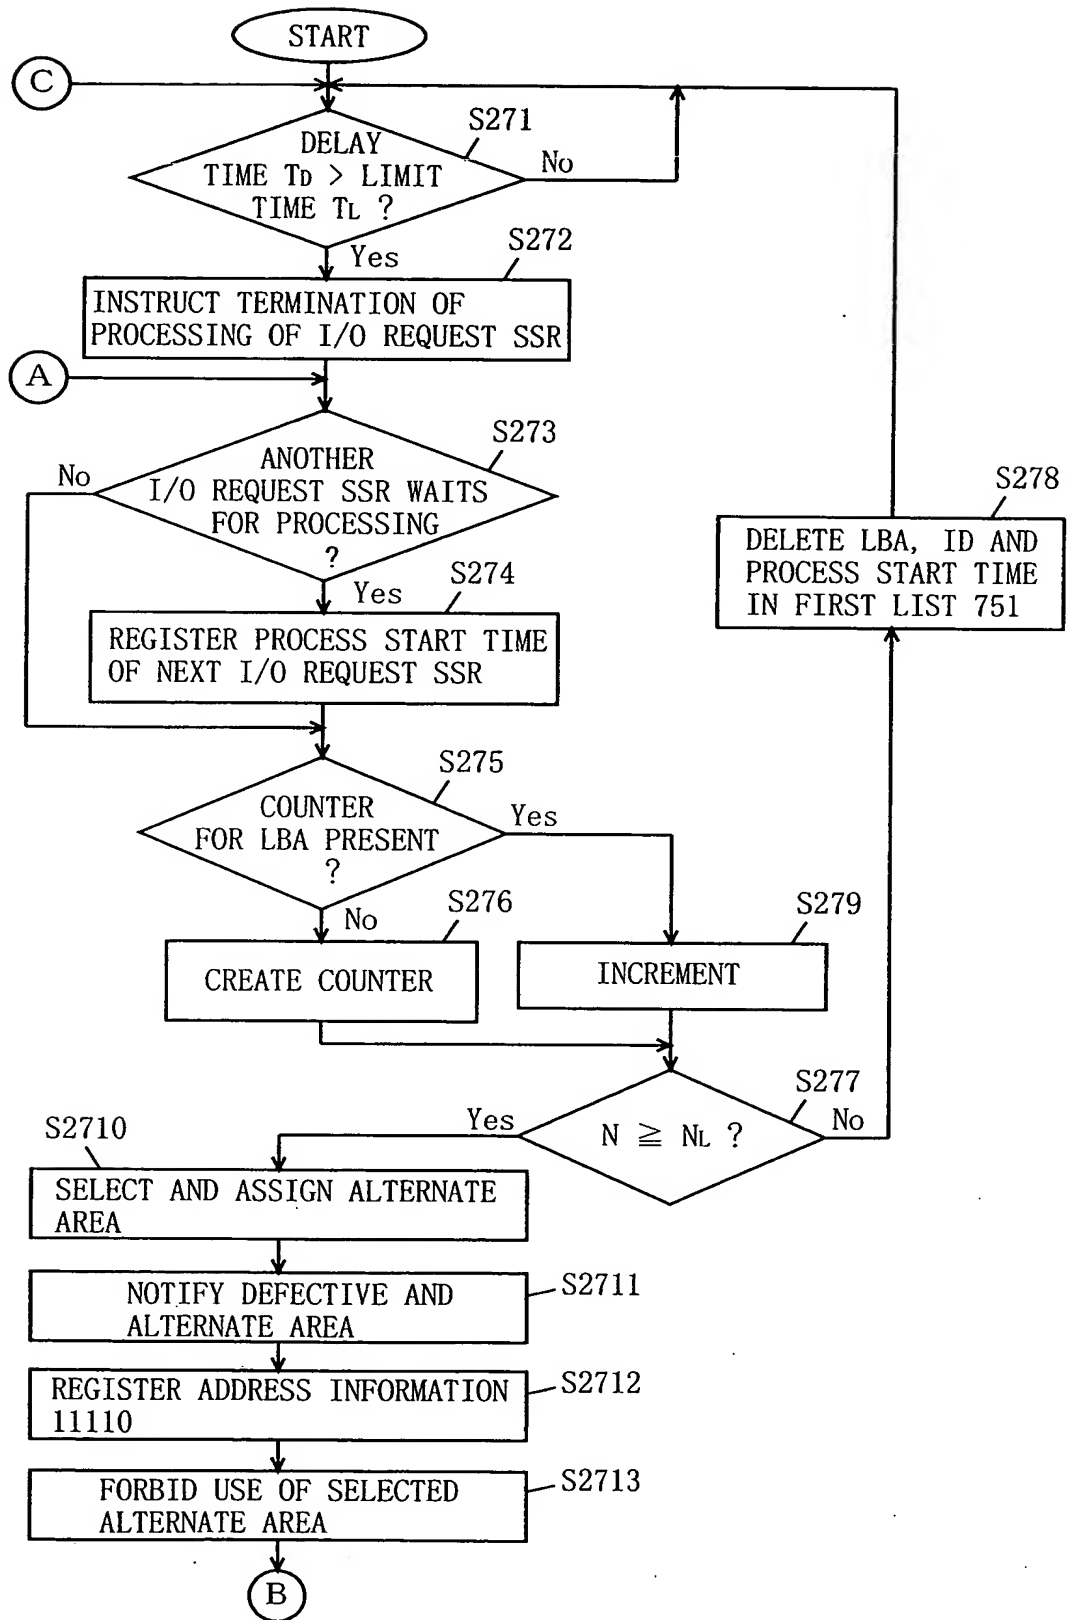 START
C
S271
DELAY
TIME TD > LIMIT
TIME TL ?
No
Yes
S272
INSTRUCT TERMINATION OF
PROCESSING OF I/O REQUEST SSR
A
S273
No
ANOTHER
I/O REQUEST SSR WAITS
FOR PROCESSING
?
S278
DELETE LBA, ID AND
PROCESS START TIME
IN FIRST LIST 751
Yes
S274
REGISTER PROCESS START TIME
OF NEXT I/O REQUEST SSR
S275
COUNTER
FOR LBA PRESENT
?
Yes
No
S276
CREATE COUNTER
S279
INCREMENT
S277
N ≧ NL ?
Yes
No
S2710
SELECT AND ASSIGN ALTERNATE
AREA
NOTIFY DEFECTIVE AND
ALTERNATE AREA
S2711
REGISTER ADDRESS INFORMATION
11110
S2712
FORBID USE OF SELECTED
ALTERNATE AREA
S2713
B